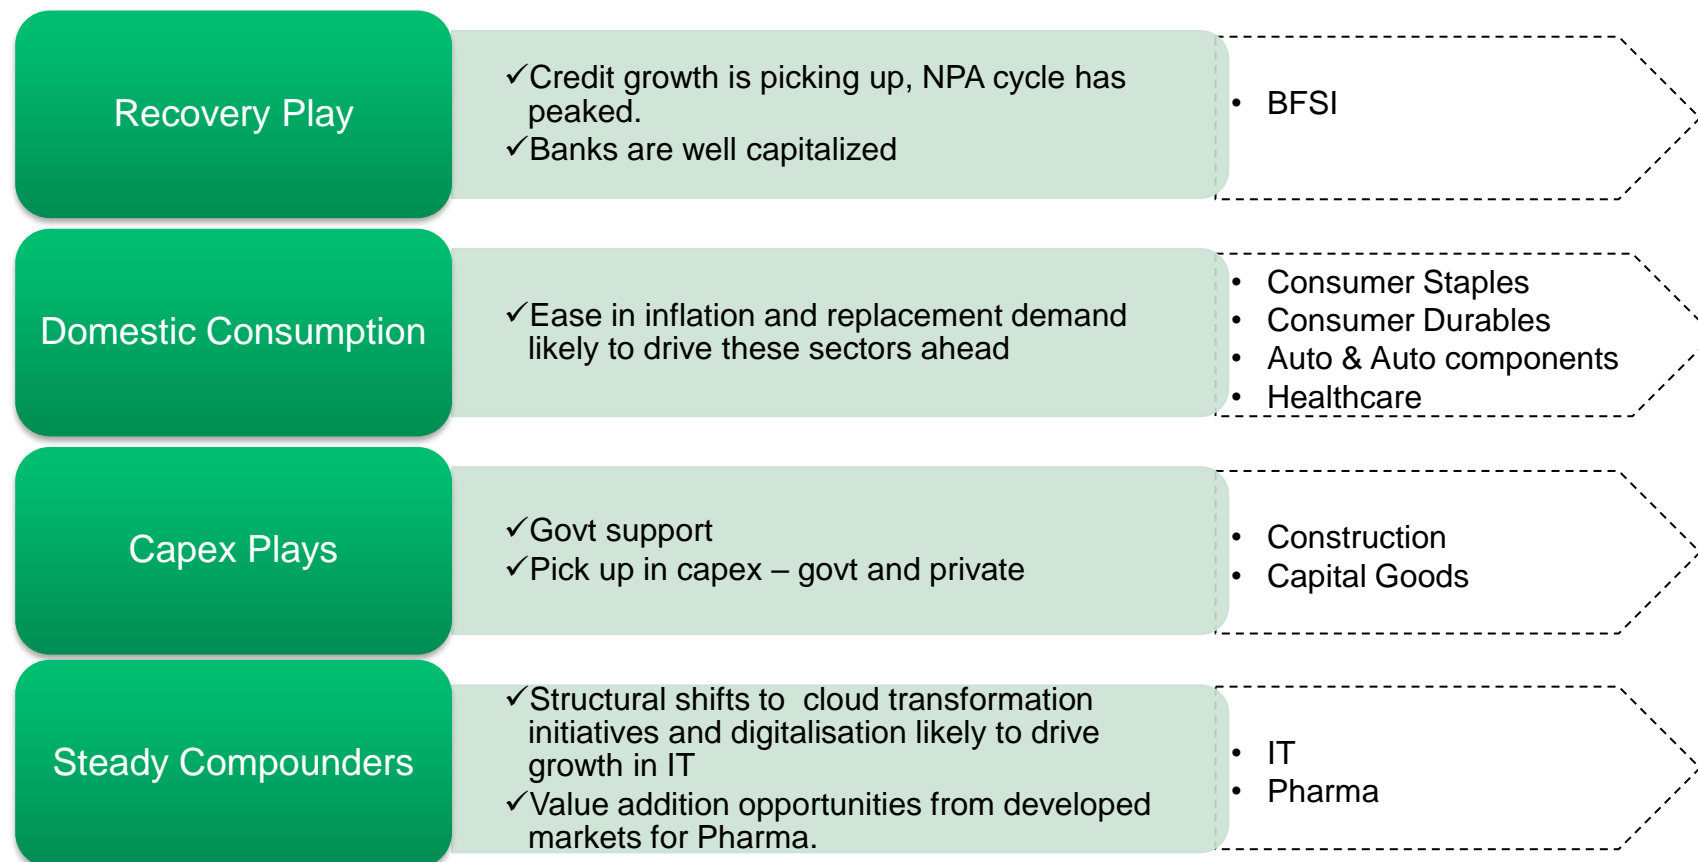 Recovery Play
✓Credit growth is picking up, NPA cycle has
peaked.
✓Banks are well capitalized
• BFSI
Domestic Consumption
✓Ease in inflation and replacement demand
likely to drive these sectors ahead
• Consumer Staples
• Consumer Durables
• Auto & Auto components
• Healthcare
Capex Plays
✓Govt support
✓Pick up in capex – govt and private
• Construction
• Capital Goods
Steady Compounders
✓Structural shifts to cloud transformation
initiatives and digitalisation likely to drive
growth in IT
✓Value addition opportunities from developed
markets for Pharma.
• IT
• Pharma